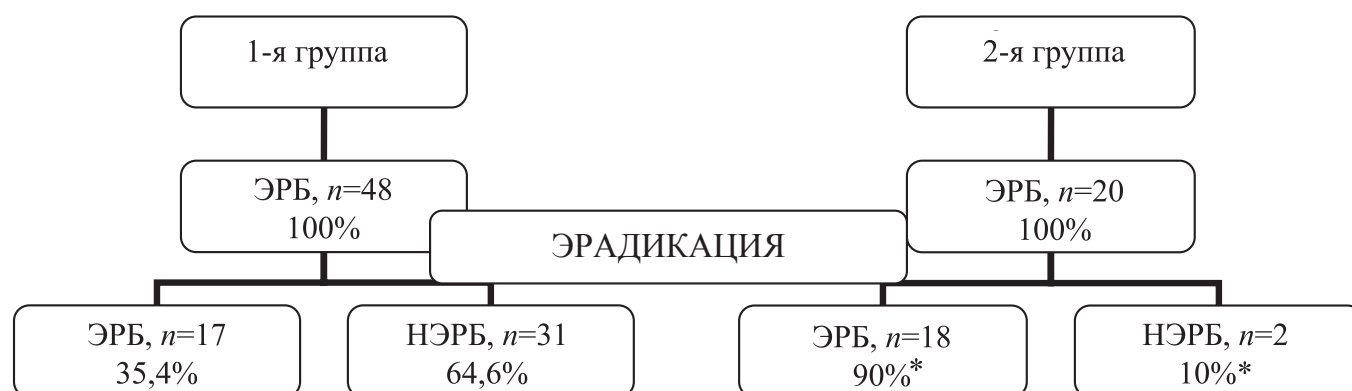 1-я группа
2-я группа
ЭРБ, n=48
100%
ЭРБ, n=20
100%
ЭРАДИКАЦИЯ
ЭРБ, n=17
35,4%
НЭРБ, n=31
64,6%
ЭРБ, n=18
90%*
НЭРБ, n=2
10%*